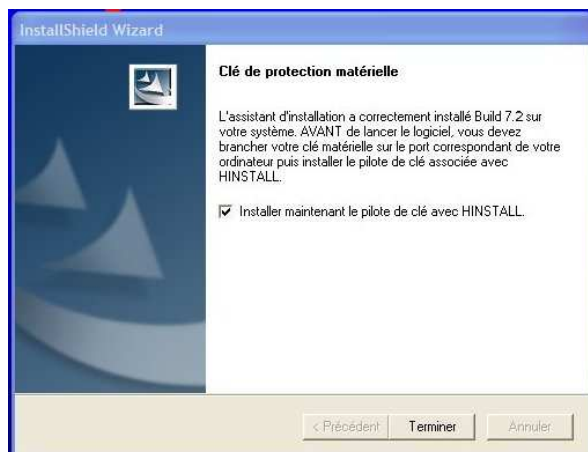 InstallShield Wizard
Clé de protection matérielle
L'assistant d'installation a correctement installé Build 7.2 sur
votre système. AVANT de lancer le logiciel, vous devez
brancher votre clé matérielle sur le port correspondant de votre
ordinateur puis installer le pilote de clé associée avec
HINSTALL.
Installer maintenant le pilote de clé avec HINSTALL.
< Précédent Terminer Annuler